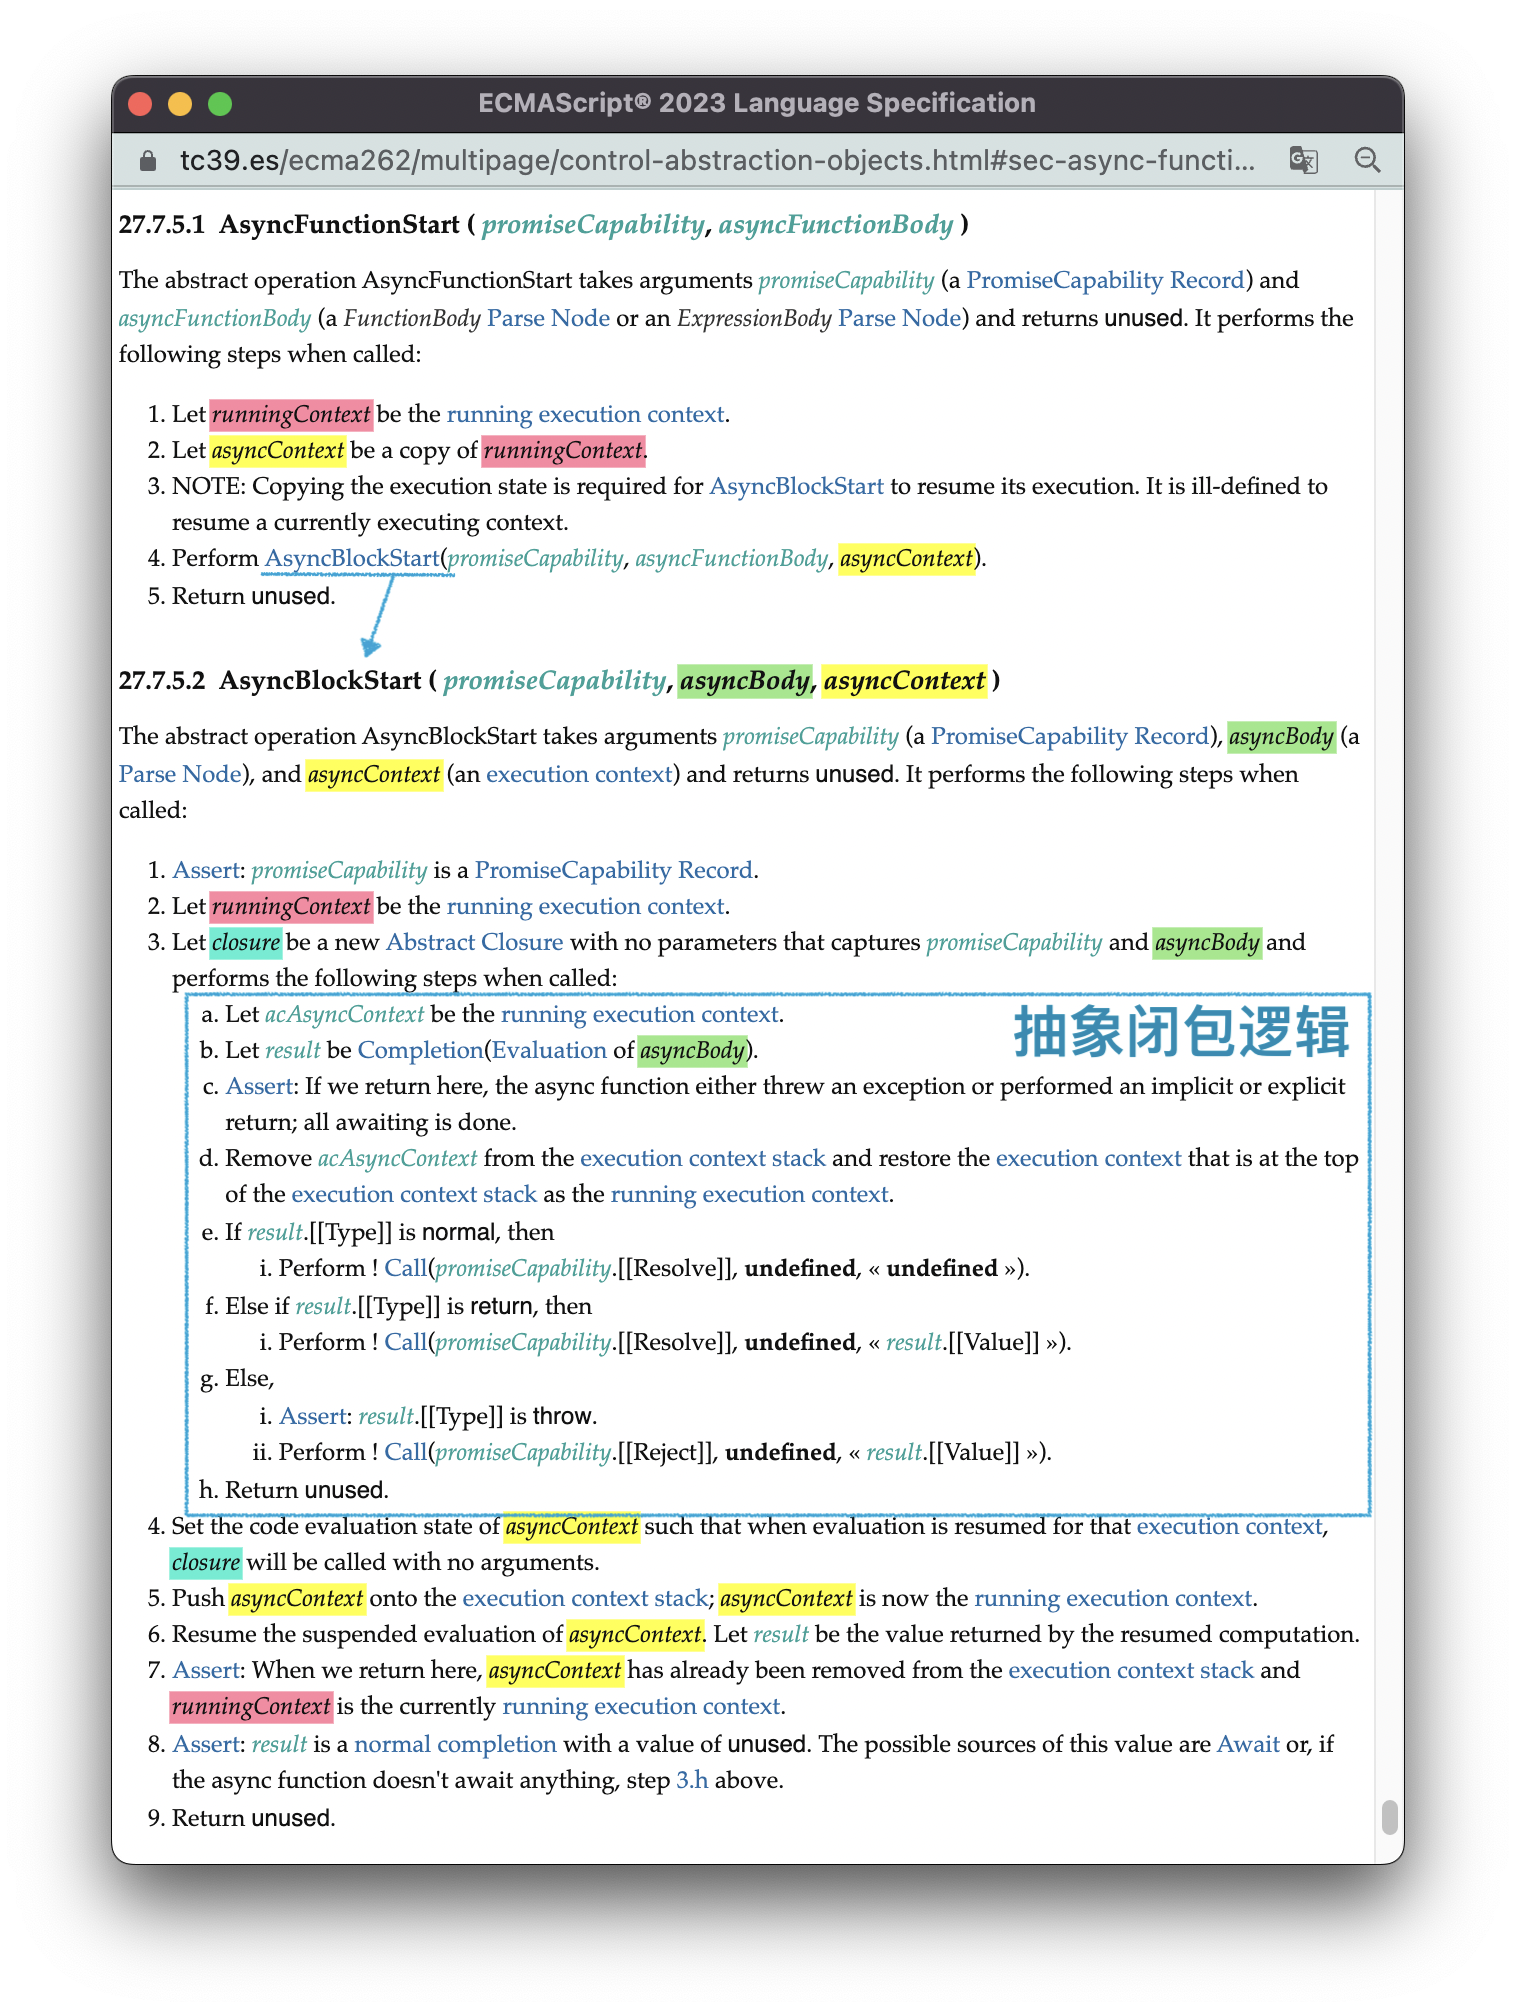 ECMAScript® 2023 Language Specification
tc39.es/ecma262/multipage/control-abstraction-objects.html#sec-async-functi...
27.7.5.1 AsyncFunctionStart ( promiseCapability, asyncFunctionBody )
The abstract operation AsyncFunctionStart takes arguments promiseCapability (a PromiseCapability Record) and
asyncFunctionBody (a FunctionBody Parse Node or an ExpressionBody Parse Node) and returns unused. It performs the
following steps when called:
1. Let runningContext be the running execution context.
2. Let asyncContext be a copy of runningContext.
3. NOTE: Copying the execution state is required for AsyncBlockStart to resume its execution. It is ill-defined to
resume a currently executing context.
4. Perform AsyncBlockStart(promiseCapability, asyncFunctionBody, asyncContext).
5. Return unused.
27.7.5.2 AsyncBlockStart ( promiseCapability, asyncBody, asyncContext )
The abstract operation AsyncBlockStart takes arguments promiseCapability (a PromiseCapability Record), asyncBody (a
Parse Node), and asyncContext (an execution context) and returns unused. It performs the following steps when
called:
1. Assert: promiseCapability is a PromiseCapability Record.
2. Let runningContext be the running execution context.
3. Let closure be a new Abstract Closure with no parameters that captures promiseCapability and asyncBody and
performs the following steps when called:
a. Let acAsyncContext be the running execution context.
抽象闭包逻辑
b. Let result be Completion(Evaluation of asyncBody).
c. Assert: If we return here, the async function either threw an exception or performed an implicit or explicit
return; all awaiting is done.
d. Remove acAsyncContext from the execution context stack and restore the execution context that is at the top
of the execution context stack as the running execution context.
e. If result.[[Type]] is normal, then
i. Perform ! Call(promiseCapability.[[Resolve]], undefined, « undefined »).
f. Else if result.[[Type]] is return, then
i. Perform ! Call(promiseCapability.[[Resolve]], undefined, « result.[[Value]] »).
g. Else,
i. Assert: result.[[Type]] is throw.
ii. Perform ! Call(promiseCapability.[[Reject]], undefined, « result.[[Value]] »).
h. Return unused.
4. Set the code evaluation state of asyncContext such that when evaluation is resumed for that execution context,
closure will be called with no arguments.
5. Push asyncContext onto the execution context stack; asyncContext is now the running execution context.
6. Resume the suspended evaluation of asyncContext. Let result be the value returned by the resumed computation.
7. Assert: When we return here, asyncContext has already been removed from the execution context stack and
runningContext is the currently running execution context.
8. Assert: result is a normal completion with a value of unused. The possible sources of this value are Await or, if
the async function doesn't await anything, step 3.h above.
9. Return unused.